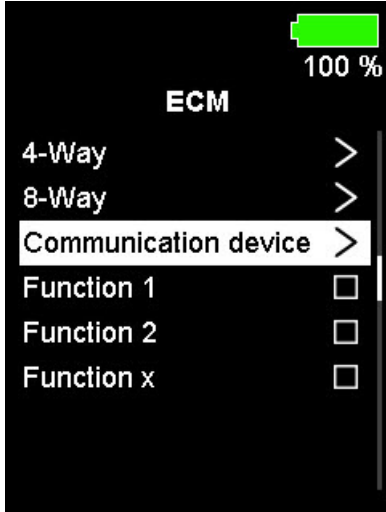 100 %
ECM
4-Way
8-Way
Communication device
Function 1
Function 2
Function x